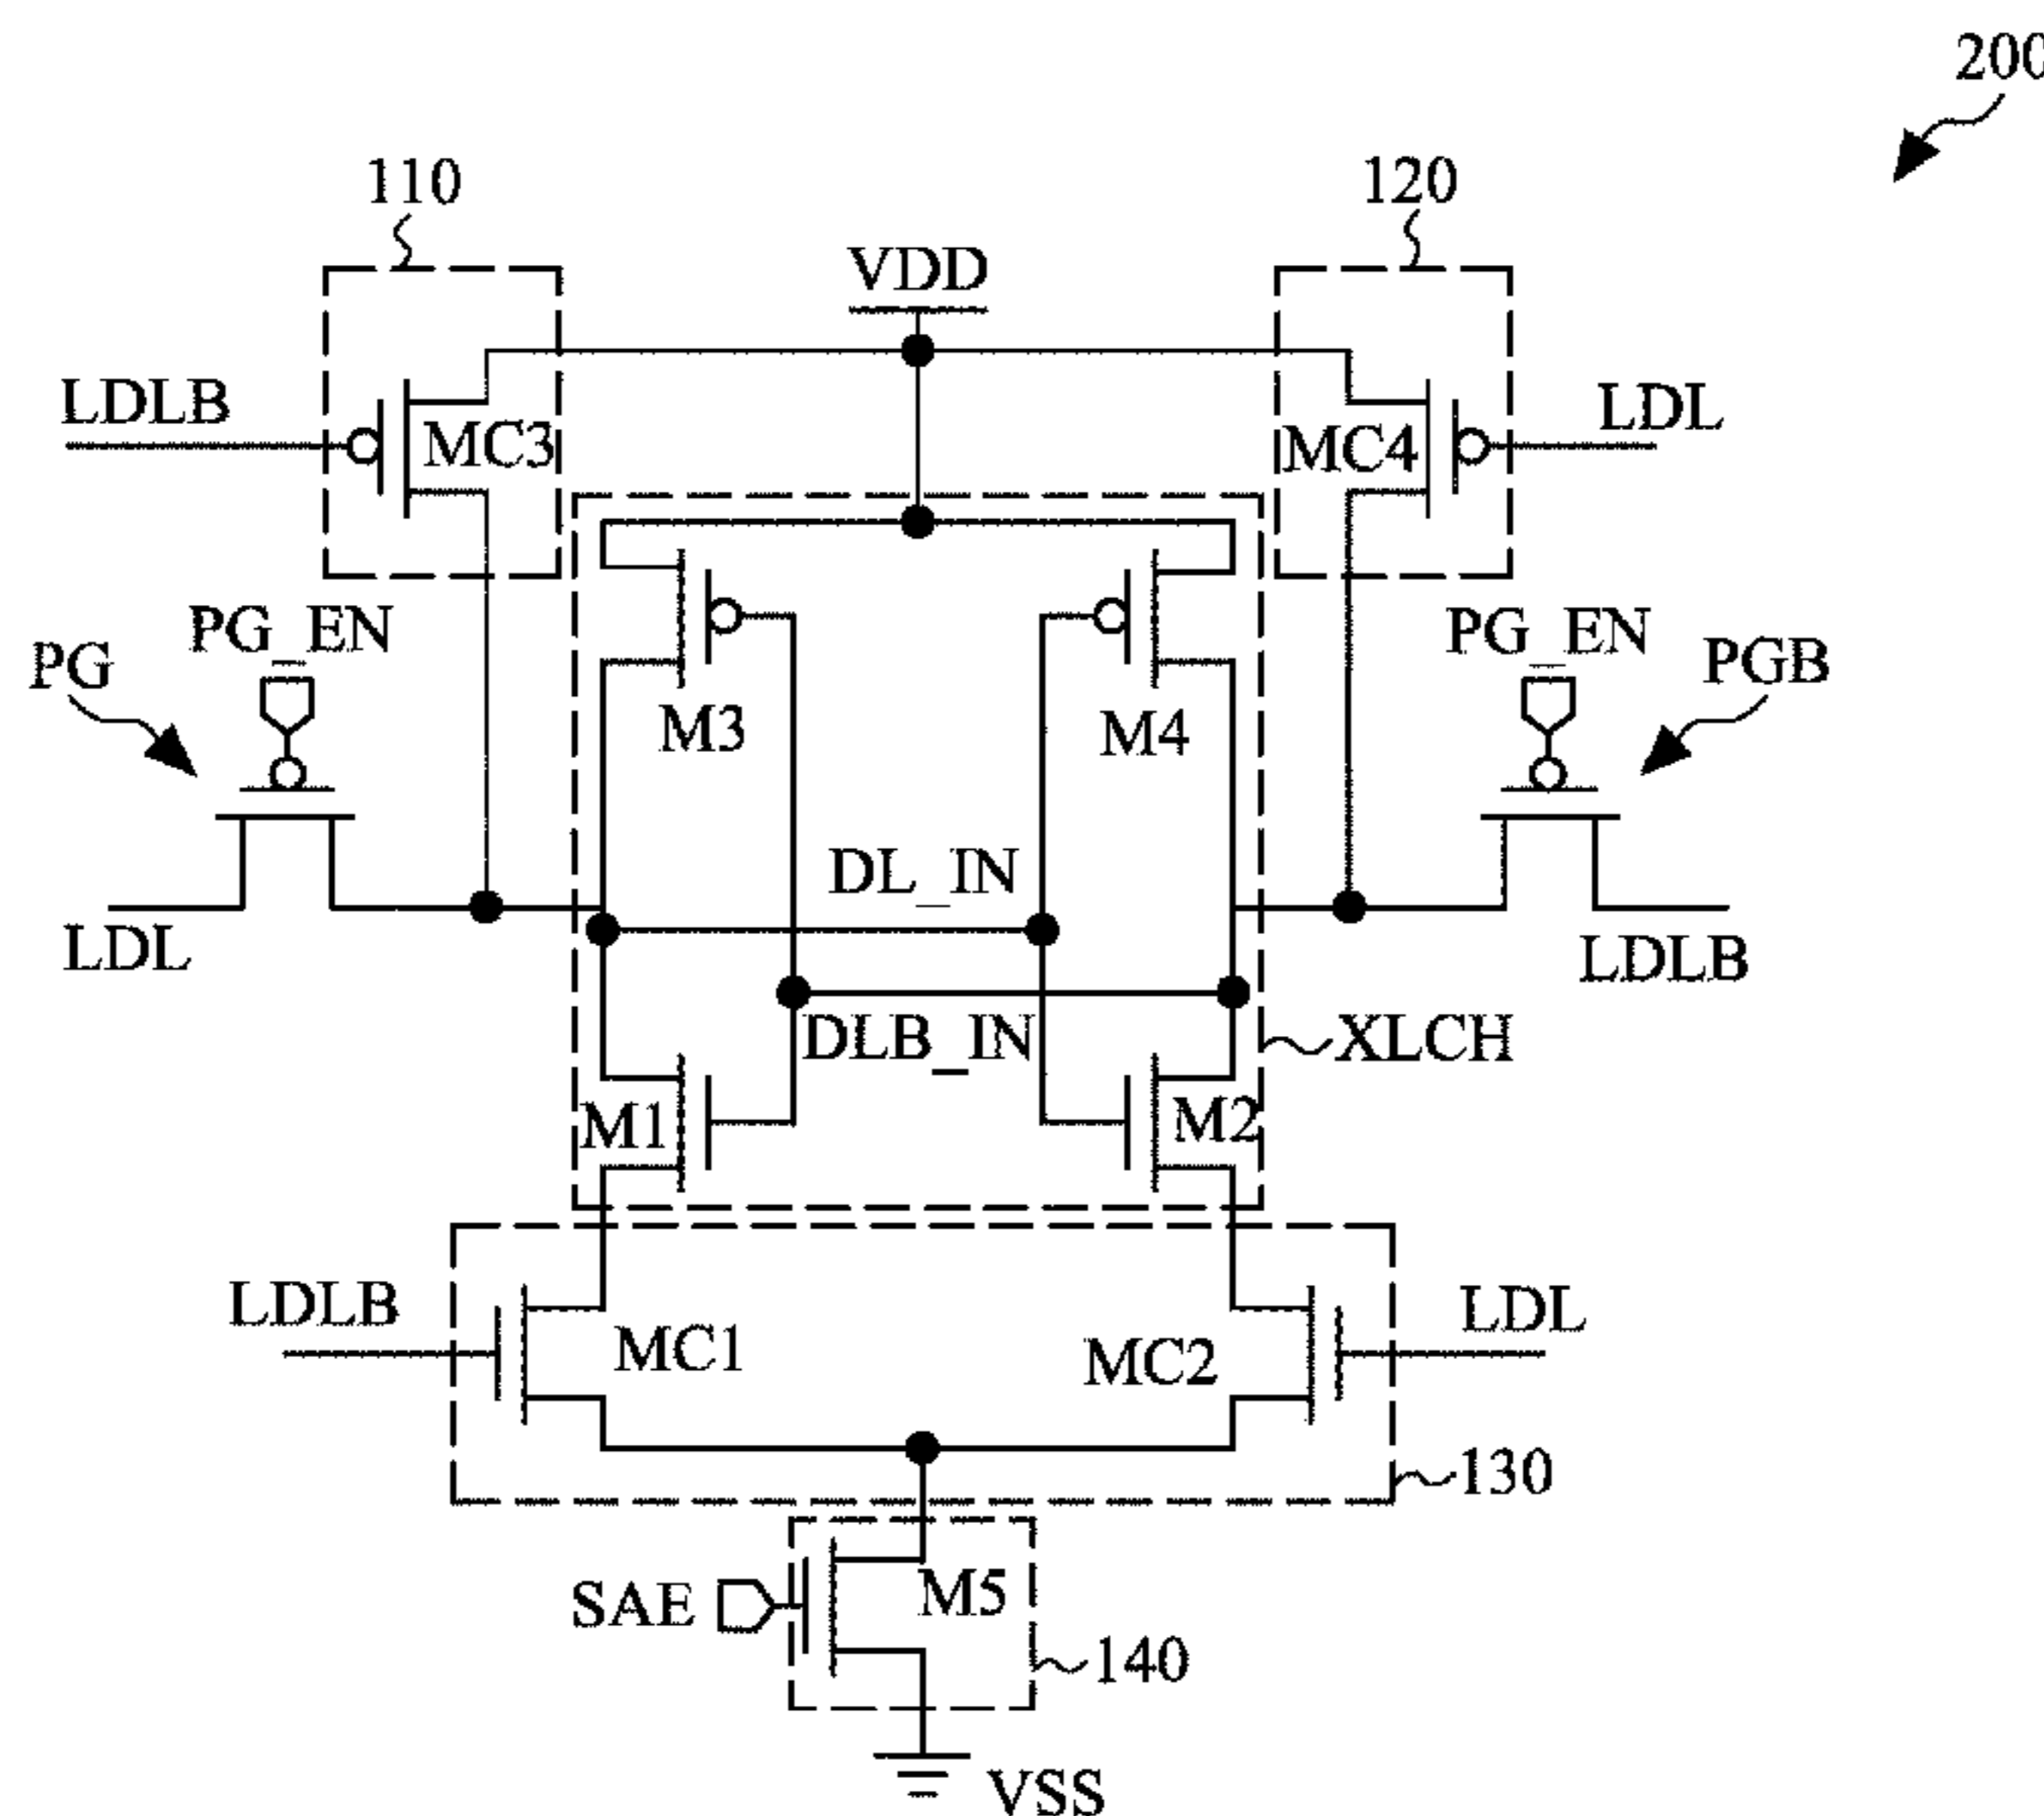 200
110
120
VDD
LDLB
MC3
MC4
LDL
PG_EN
PG
M3
M4
PG_EN
PGB
DL_IN
LDL
LDLB
DLB_IN
XLCH
M1
M2
LDLB
MC1
MC2
LDL
130
SAE
M5
140
VSS